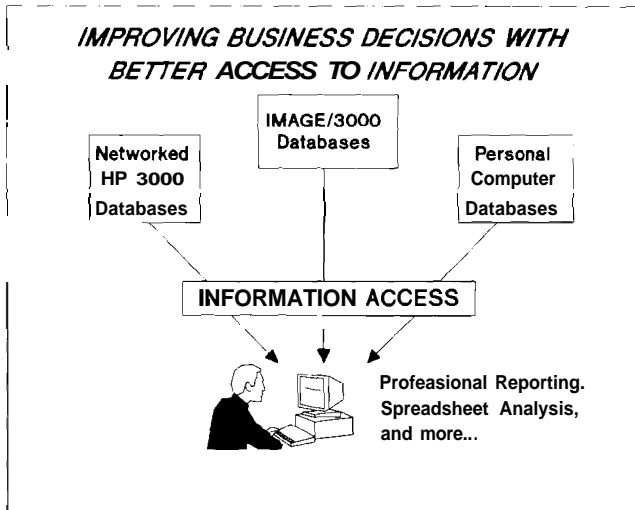 IMPROVING BUSINESS DECISIONS WITH
BETTER ACCESS TO INFORMATION
IMAGE/3000
Databases
Networked
HP 3000
Databases
Personal
Computer
Databases
INFORMATION ACCESS
Profeasional Reporting.
Spreadsheet Analysis,
and more...